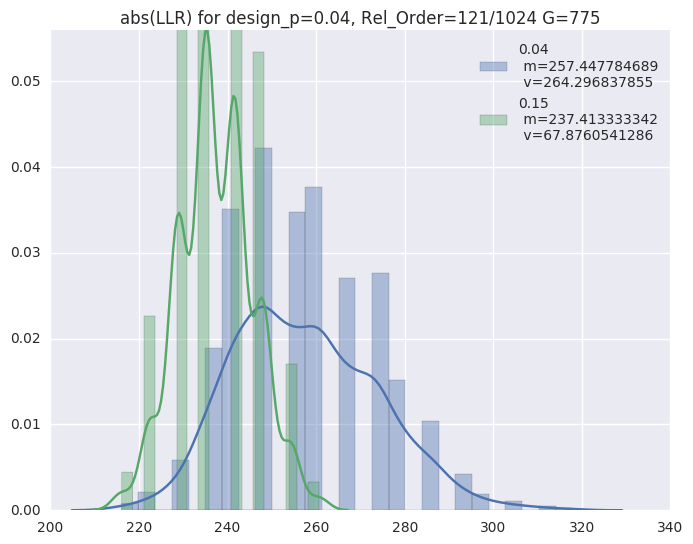 abs(LLR) for design_p=0.04, Rel_Order=121/1024 G=775
0.04
m=257.447784689
v=264.296837855
0.15
m=237.413333342
v=67.8760541286
0.05
0.04
0.03
0.02
0.01
0.00
200 220 240 260 280 300 320 340